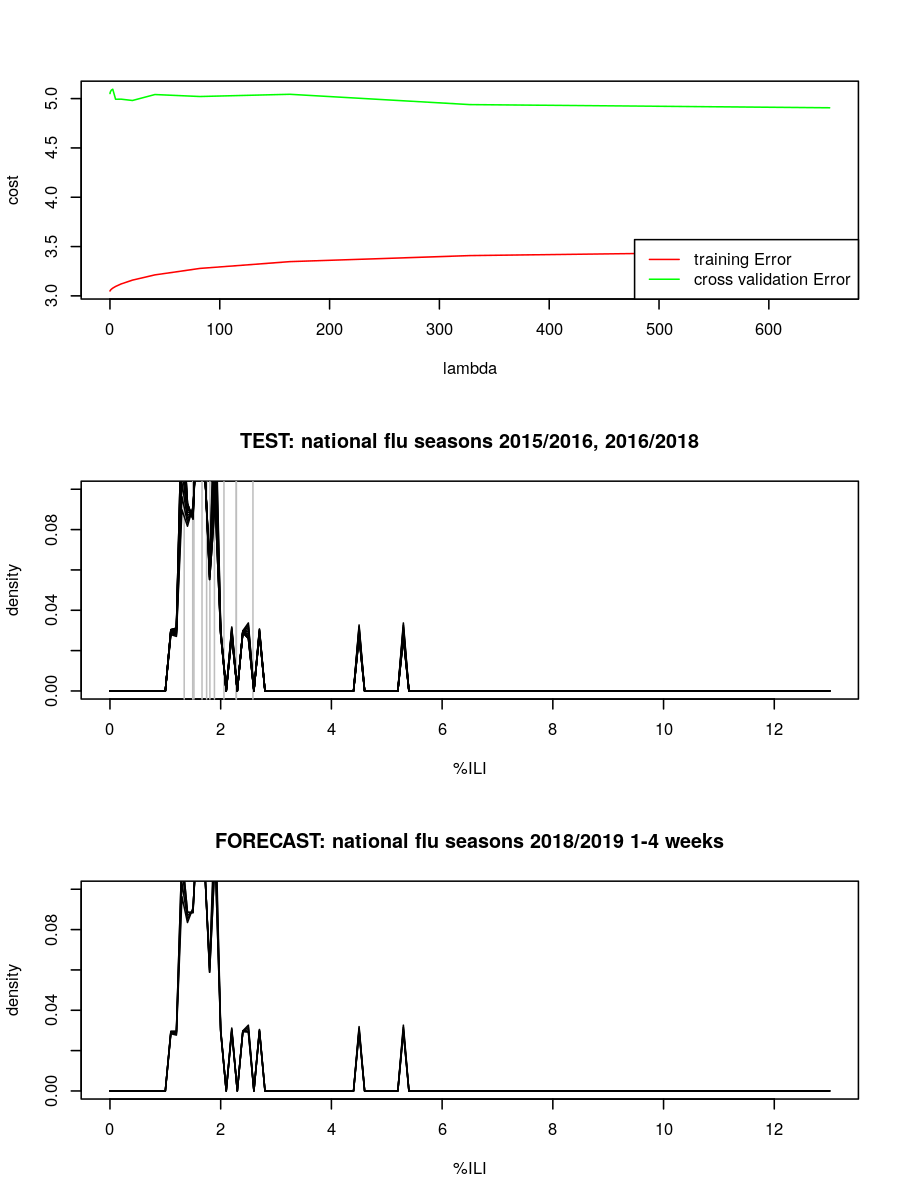 5.0
4.5
4.0
3.5
3.0
cost
training Error
cross validation Error
0 100 200 300 400 500 600
lambda
TEST: national flu seasons 2015/2016, 2016/2018
0.08
0.04
0.00
density
0 2 4 6 8 10 12
%ILI
FORECAST: national flu seasons 2018/2019 1-4 weeks
0.08
0.04
0.00
density
0 2 4 6 8 10 12
%ILI